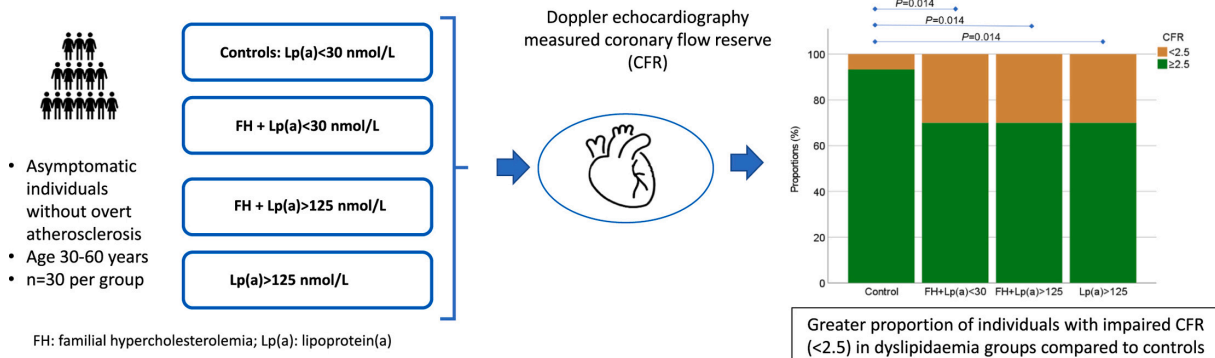 • Asymptomatic
individuals
without overt
atherosclerosis
• Age 30-60 years
• n=30 per group
Controls: Lp(a)<30 nmol/L
FH + Lp(a)<30 nmol/L
FH + Lp(a)>125 nmol/L
Lp(a)>125 nmol/L
FH: familial hypercholesterolemia; Lp(a): lipoprotein(a)
Doppler echocardiography
measured coronary flow reserve
(CFR)
P=0.014
P=0.014
P=0.014
CFR
<2.5
≥2.5
Proportions (%)
100
80
60
40
20
0
Control
FH+Lp(a)<30
FH+Lp(a)>125
Lp(a)>125
Greater proportion of individuals with impaired CFR
(<2.5) in dyslipidaemia groups compared to controls